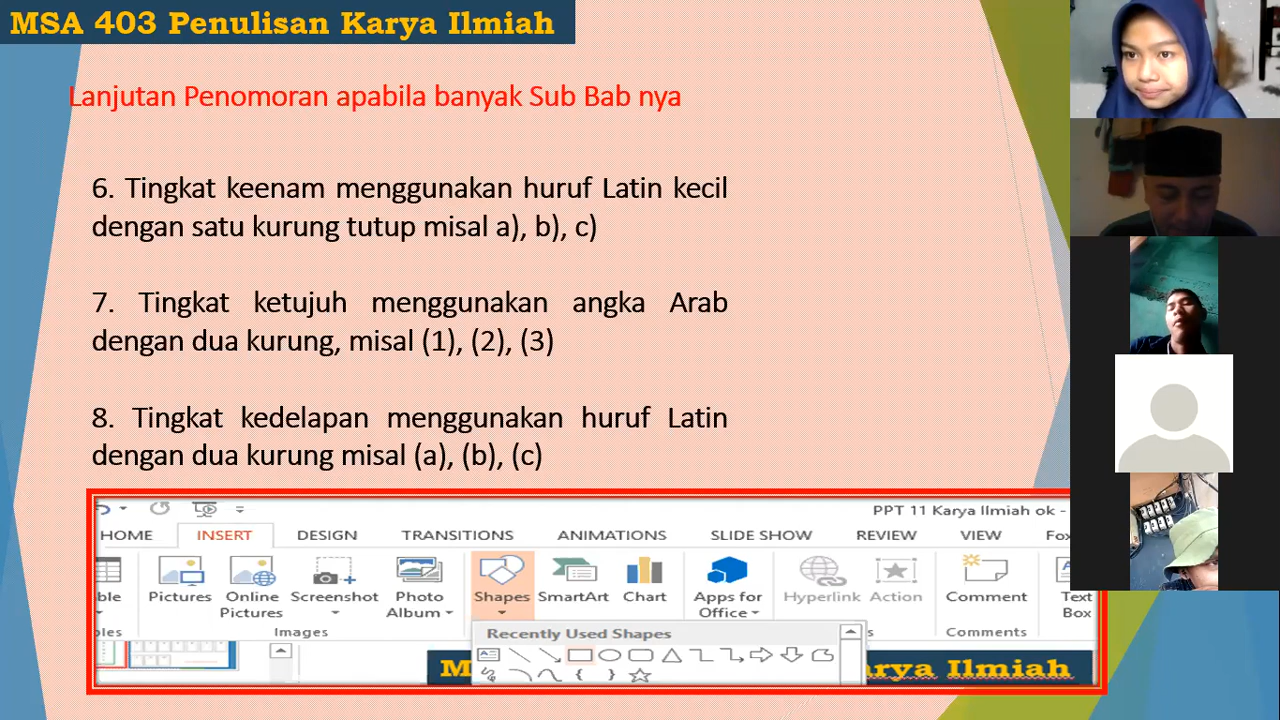 MSA 403 Penulisan Karya Ilmiah
Lanjutan Penomoran apabila banyak Sub Bab nya
6. Tingkat keenam menggunakan huruf Latin kecil
dengan satu kurung tutup misal a), b), c)
7. Tingkat ketujuh menggunakan angka Arab
dengan dua kurung, misal (1), (2), (3)
8. Tingkat kedelapan menggunakan huruf Latin
dengan dua kurung misal (a), (b), (c)
PPT 11 Karya Ilmiah ok -
HOME INSERT DESIGN TRANSITIONS ANIMATIONS SLIDE SHOW REVIEW VIEW Fo
ble Pictures Online Pictures Screenshot Photo Album Shapes SmartArt Chart Apps for Office Hyperlink Action Comment Text Box
Images Comments
Recently Used Shapes
M arya Ilmiah